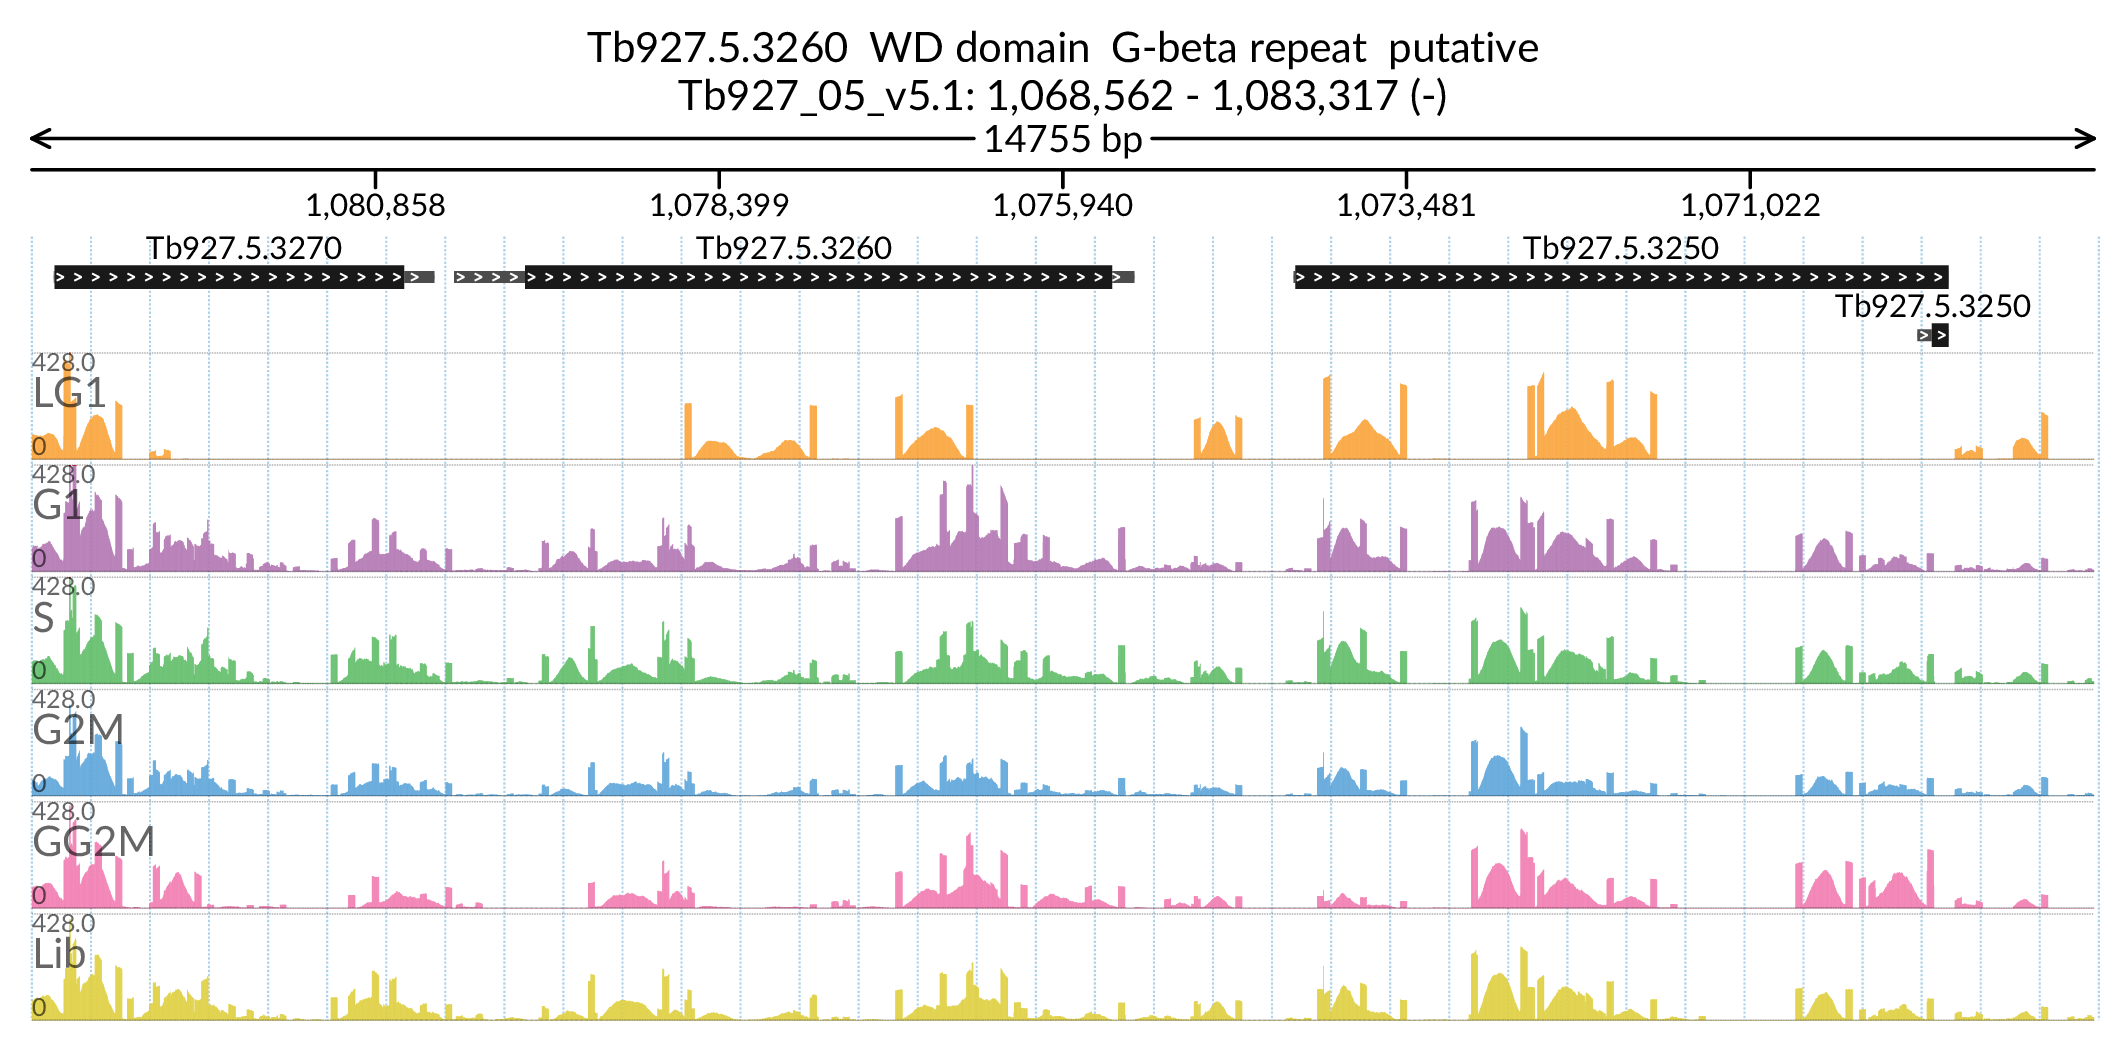 Tb927.5.3260  WD domain  G-beta repeat  putative
Tb927_05_v5.1: 1,068,562 - 1,083,317 (-)
14755 bp
1,080,858 1,078,399 1,075,940 1,073,481 1,071,022
Tb927.5.3270 Tb927.5.3260 Tb927.5.3250
Tb927.5.3250
428.0
LG1
0
428.0
G1
0
428.0
S
0
428.0
G2M
0
428.0
GG2M
0
428.0
Lib
0